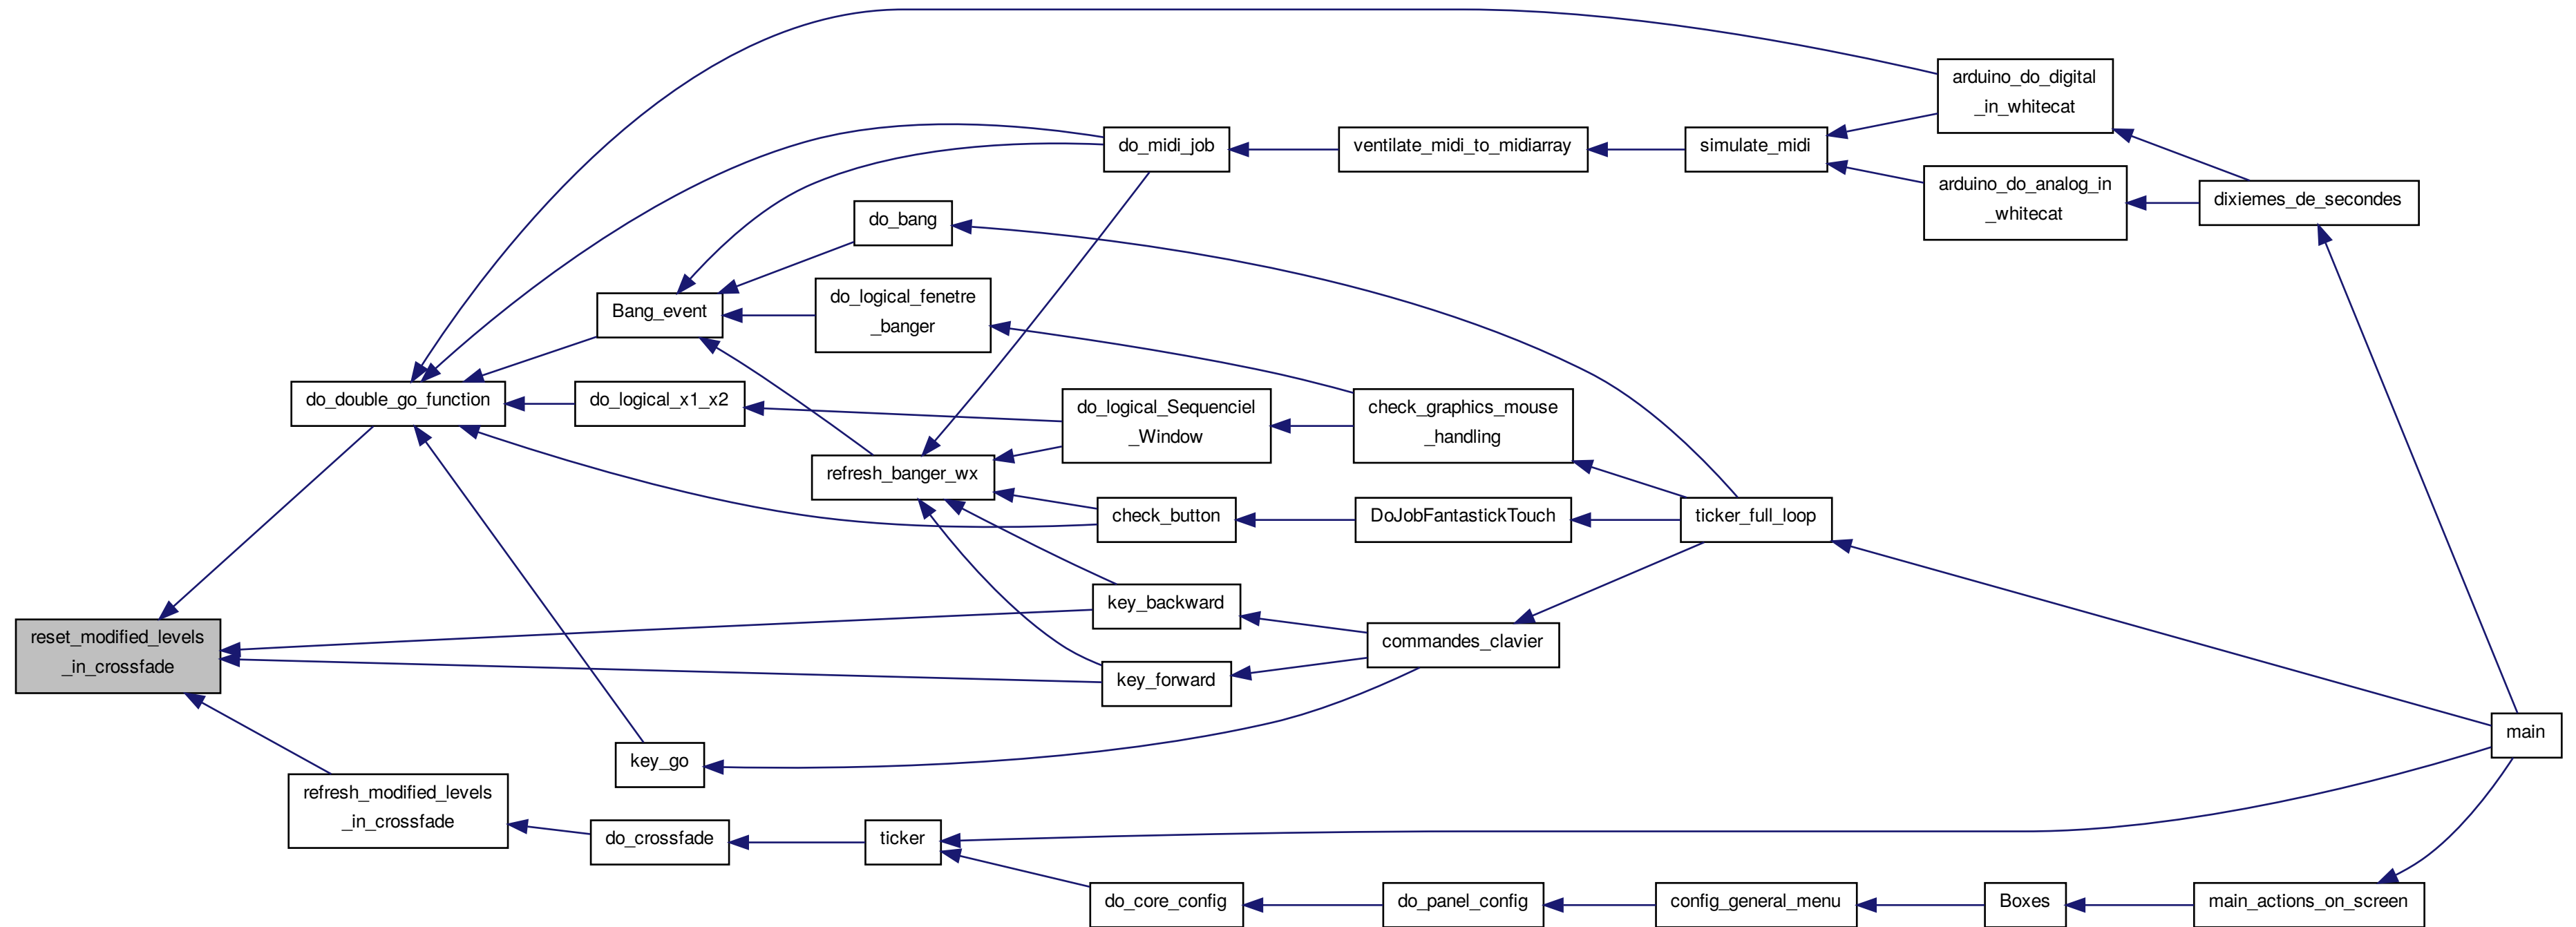 arduino_do_digital
_in_whitecat
do_midi_job
ventilate_midi_to_midiarray
simulate_midi
arduino_do_analog_in
_whitecat
dixiemes_de_secondes
do_bang
Bang_event
do_logical_fenetre
_banger
do_double_go_function
do_logical_x1_x2
do_logical_Sequenciel
_Window
check_graphics_mouse
_handling
refresh_banger_wx
check_button
DoJobFantastickTouch
ticker_full_loop
key_backward
reset_modified_levels
_in_crossfade
commandes_clavier
key_forward
main
key_go
refresh_modified_levels
_in_crossfade
do_crossfade
ticker
do_core_config
do_panel_config
config_general_menu
Boxes
main_actions_on_screen